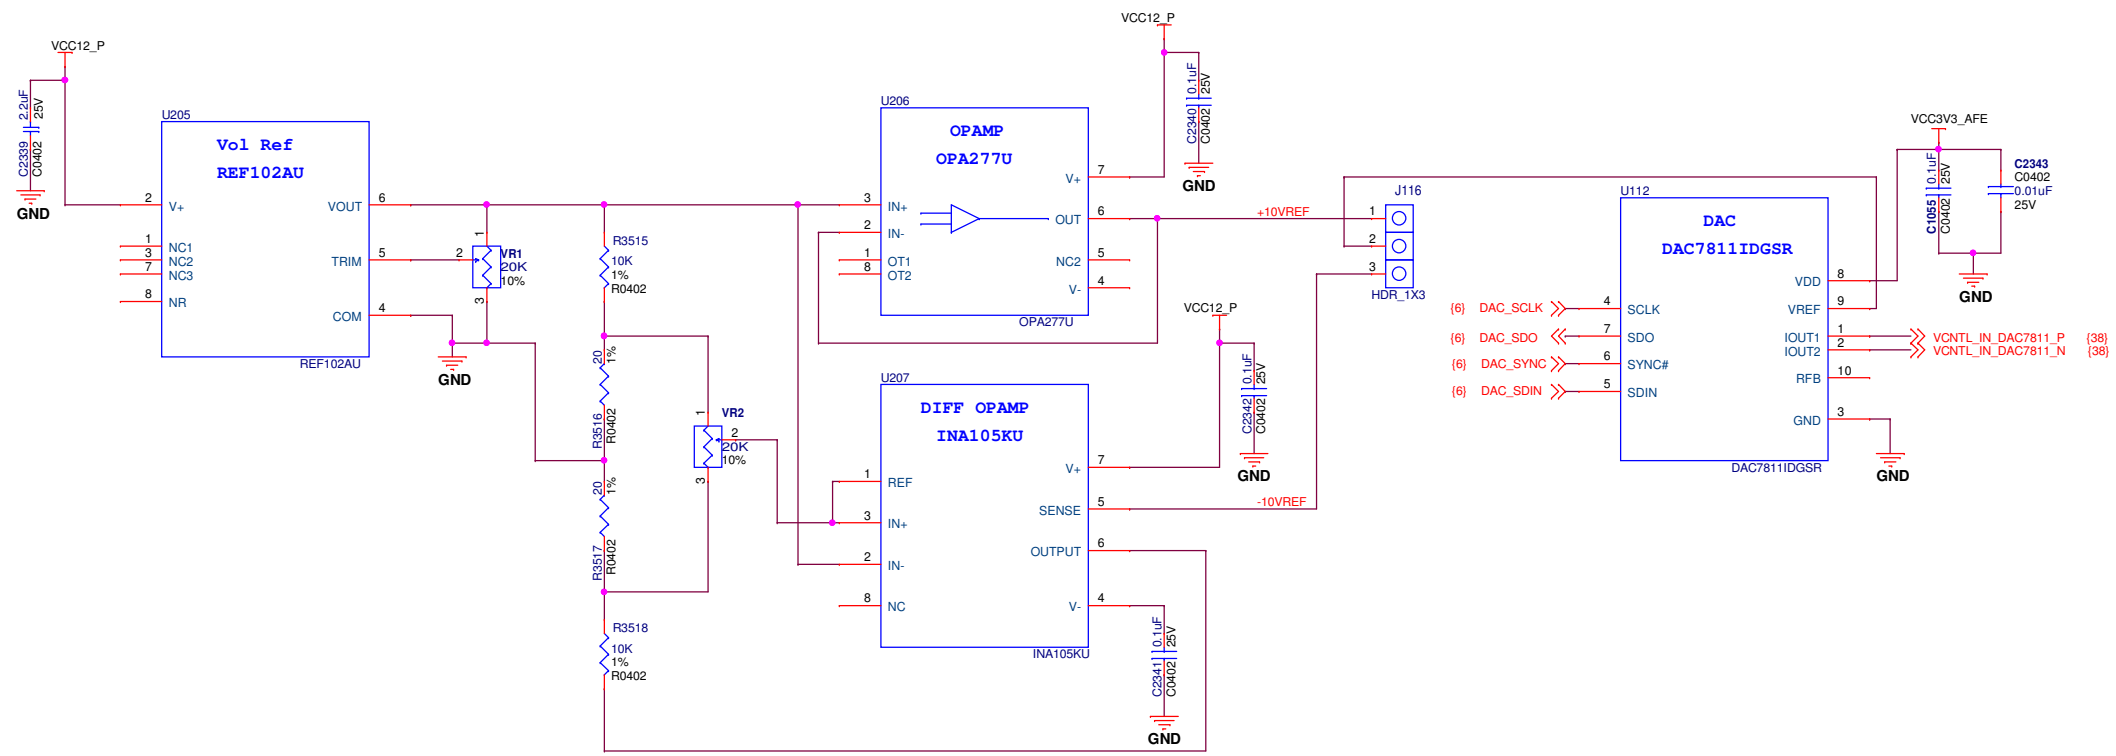 VCC12_P
C2339 2.2uF
C0402 25V
GND
U205
Vol Ref
REF102AU
2 V+
1 NC1
3 NC2
7 NC3
8 NR
VOUT 6
TRIM 5
COM 4
REF102AU
GND
1
2
3
VR1
20K
10%
R3515
10K
1%
R0402
R3516 20
R0402 1%
R3517 20
R0402 1%
R3518
10K
1%
R0402
1
2
3
VR2
20K
10%
VCC12_P
C2340 0.1uF
C0402 25V
GND
U206
OPAMP
OPA277U
3 IN+
2 IN-
1 OT1
8 OT2
V+ 7
OUT 6
NC2 5
V- 4
OPA277U
+10VREF
VCC12_P
C2342 0.1uF
C0402 25V
GND
U207
DIFF OPAMP
INA105KU
1 REF
3 IN+
2 IN-
8 NC
V+ 7
SENSE 5
OUTPUT 6
V- 4
INA105KU
-10VREF
C2341 0.1uF
C0402 25V
GND
J116
1
2
3
HDR_1X3
VCC3V3_AFE
C1055 0.1uF
C0402 25V
C2343
C0402
0.01uF
25V
GND
U112
DAC
DAC7811IDGSR
{6} DAC_SCLK 4 SCLK
{6} DAC_SDO 7 SDO
{6} DAC_SYNC 6 SYNC#
{6} DAC_SDIN 5 SDIN
VDD 8
VREF 9
IOUT1 1 VCNTL_IN_DAC7811_P {38}
IOUT2 2 VCNTL_IN_DAC7811_N {38}
RFB 10
GND 3
DAC7811IDGSR
GND